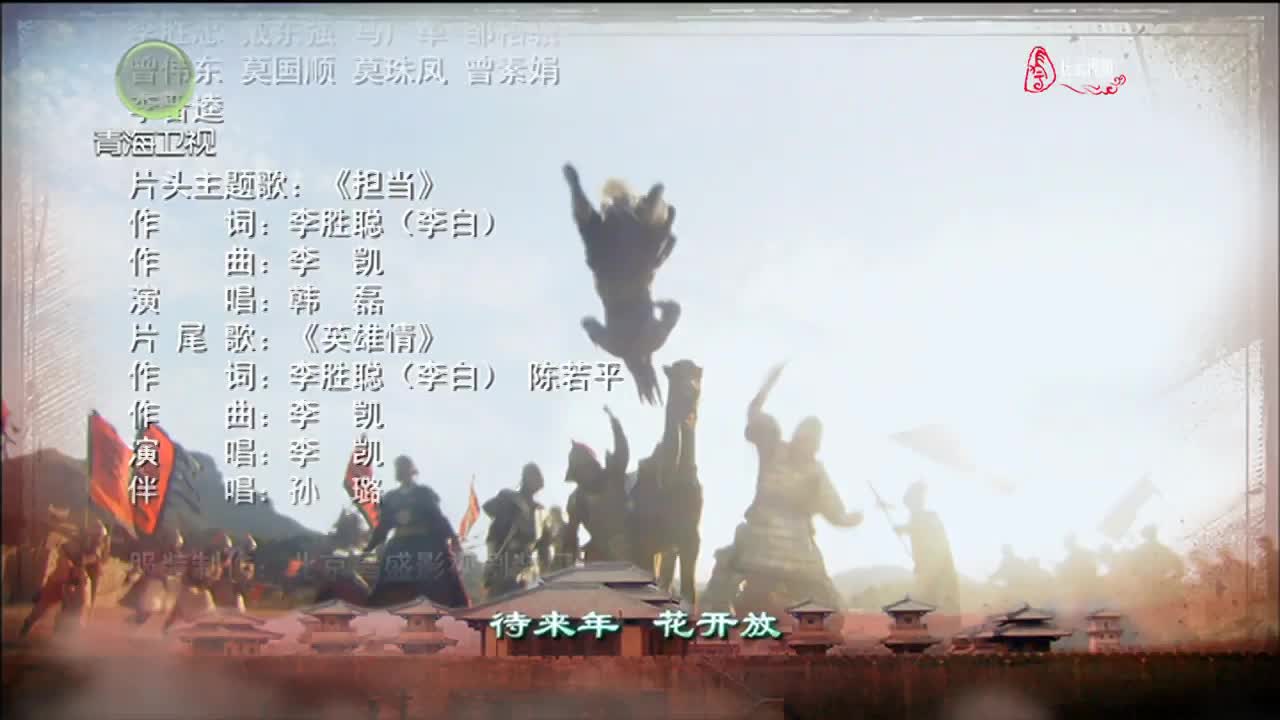 曾伟东 莫国顺 莫珠凤 曾素娟
李晋逵
青海卫视
片头主题歌：《担当》
作 词：李胜聪（李白）
作 曲：李 凯
演 唱：韩 磊
片 尾 歌：《英雄情》
作 词：李胜聪（李白） 陈若平
作 曲：李 凯
演 唱：李 凯
伴 唱：孙 璐
待来年 花开放